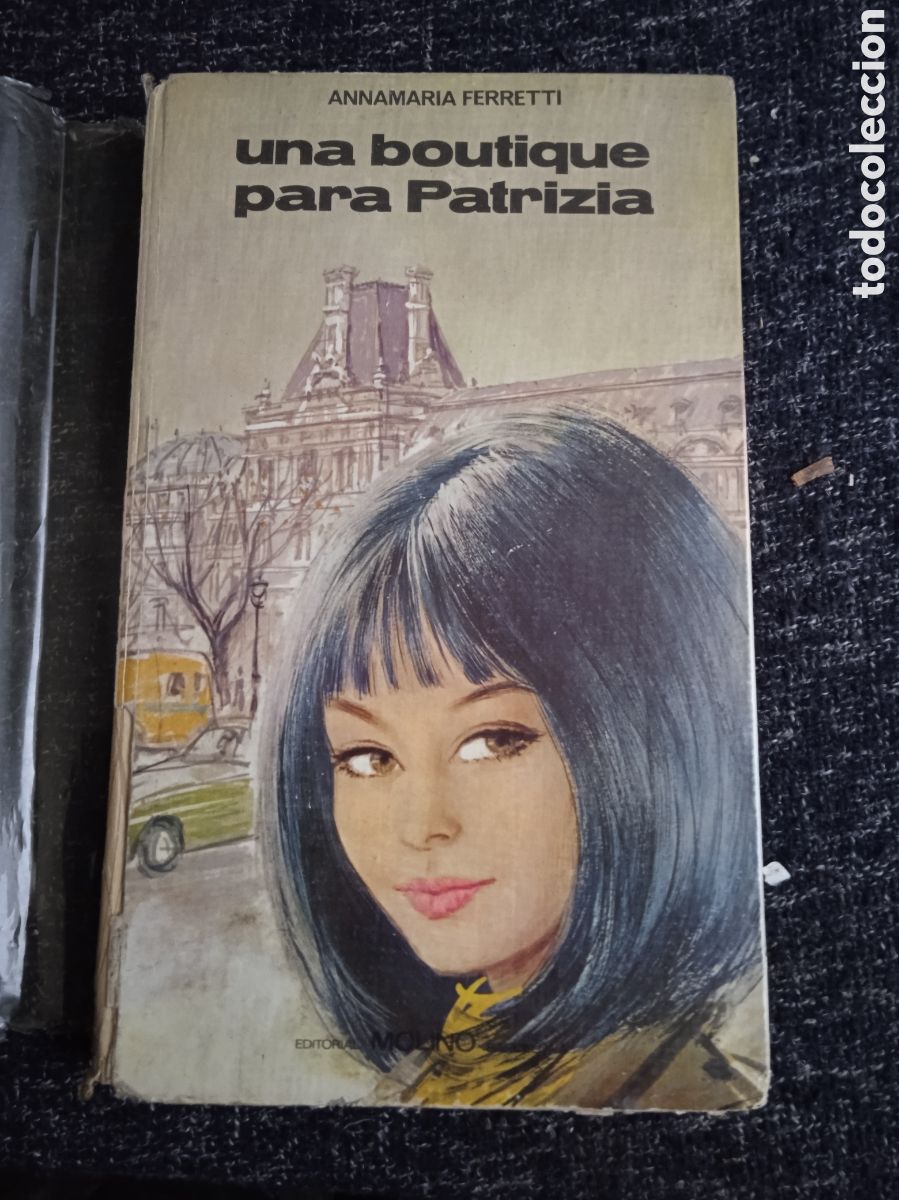 ANNAMARIA FERRETTI
una boutique
para Patrizia
EDITORIAL MOLINO
todocoleccion